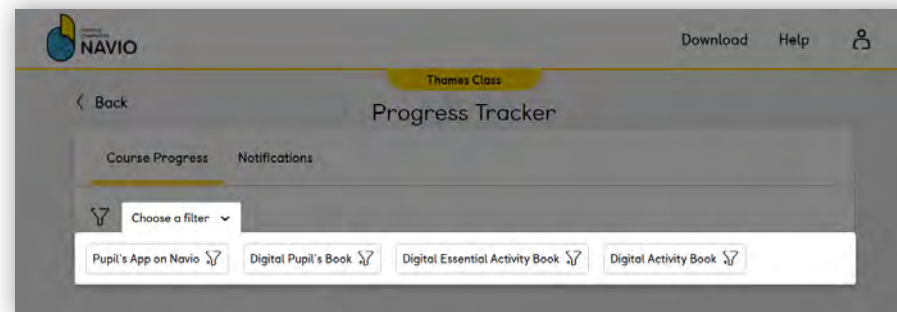 NAVIO
Download Help
Thames Class
Back
Progress Tracker
Course Progress Notifications
Choose a filter
Pupil's App on Navio Digital Pupil's Book Digital Essential Activity Book Digital Activity Book